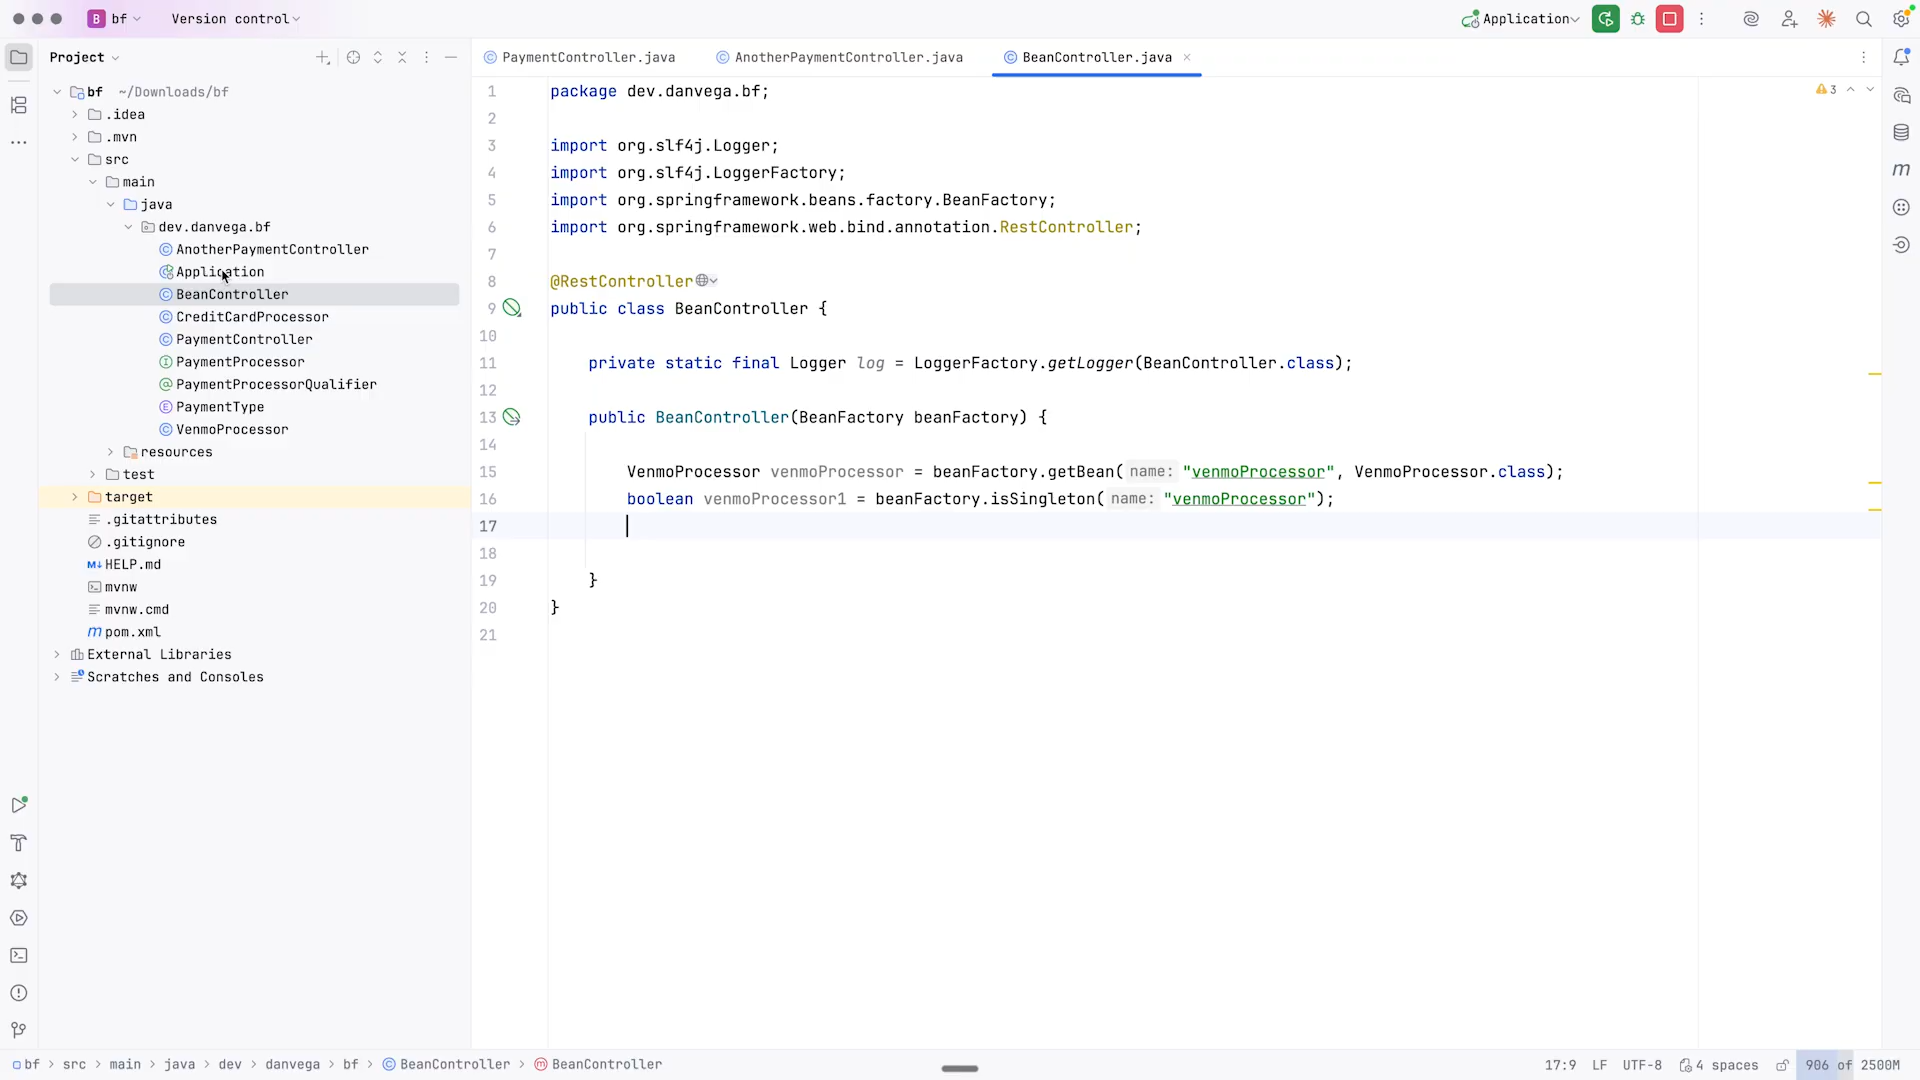 B bf Version control Application
Project
PaymentController.java AnotherPaymentController.java BeanController.java
bf ~/Downloads/bf
.idea
.mvn
src
main
java
dev.danvega.bf
AnotherPaymentController
Application
BeanController
CreditCardProcessor
PaymentController
PaymentProcessor
PaymentProcessorQualifier
PaymentType
VenmoProcessor
resources
test
target
.gitattributes
.gitignore
HELP.md
mvnw
mvnw.cmd
pom.xml
External Libraries
Scratches and Consoles
3
1 package dev.danvega.bf;
2
3 import org.slf4j.Logger;
4 import org.slf4j.LoggerFactory;
5 import org.springframework.beans.factory.BeanFactory;
6 import org.springframework.web.bind.annotation.RestController;
7
8 @RestController
9 public class BeanController {
10
11 private static final Logger log = LoggerFactory.getLogger(BeanController.class);
12
13 public BeanController(BeanFactory beanFactory) {
14
15 VenmoProcessor venmoProcessor = beanFactory.getBean( name: "venmoProcessor", VenmoProcessor.class);
16 boolean venmoProcessor1 = beanFactory.isSingleton( name: "venmoProcessor");
17
18
19 }
20 }
21
bf > src > main > java > dev > danvega > bf > BeanController > BeanController
17:9 LF UTF-8 4 spaces 906 of 2500M